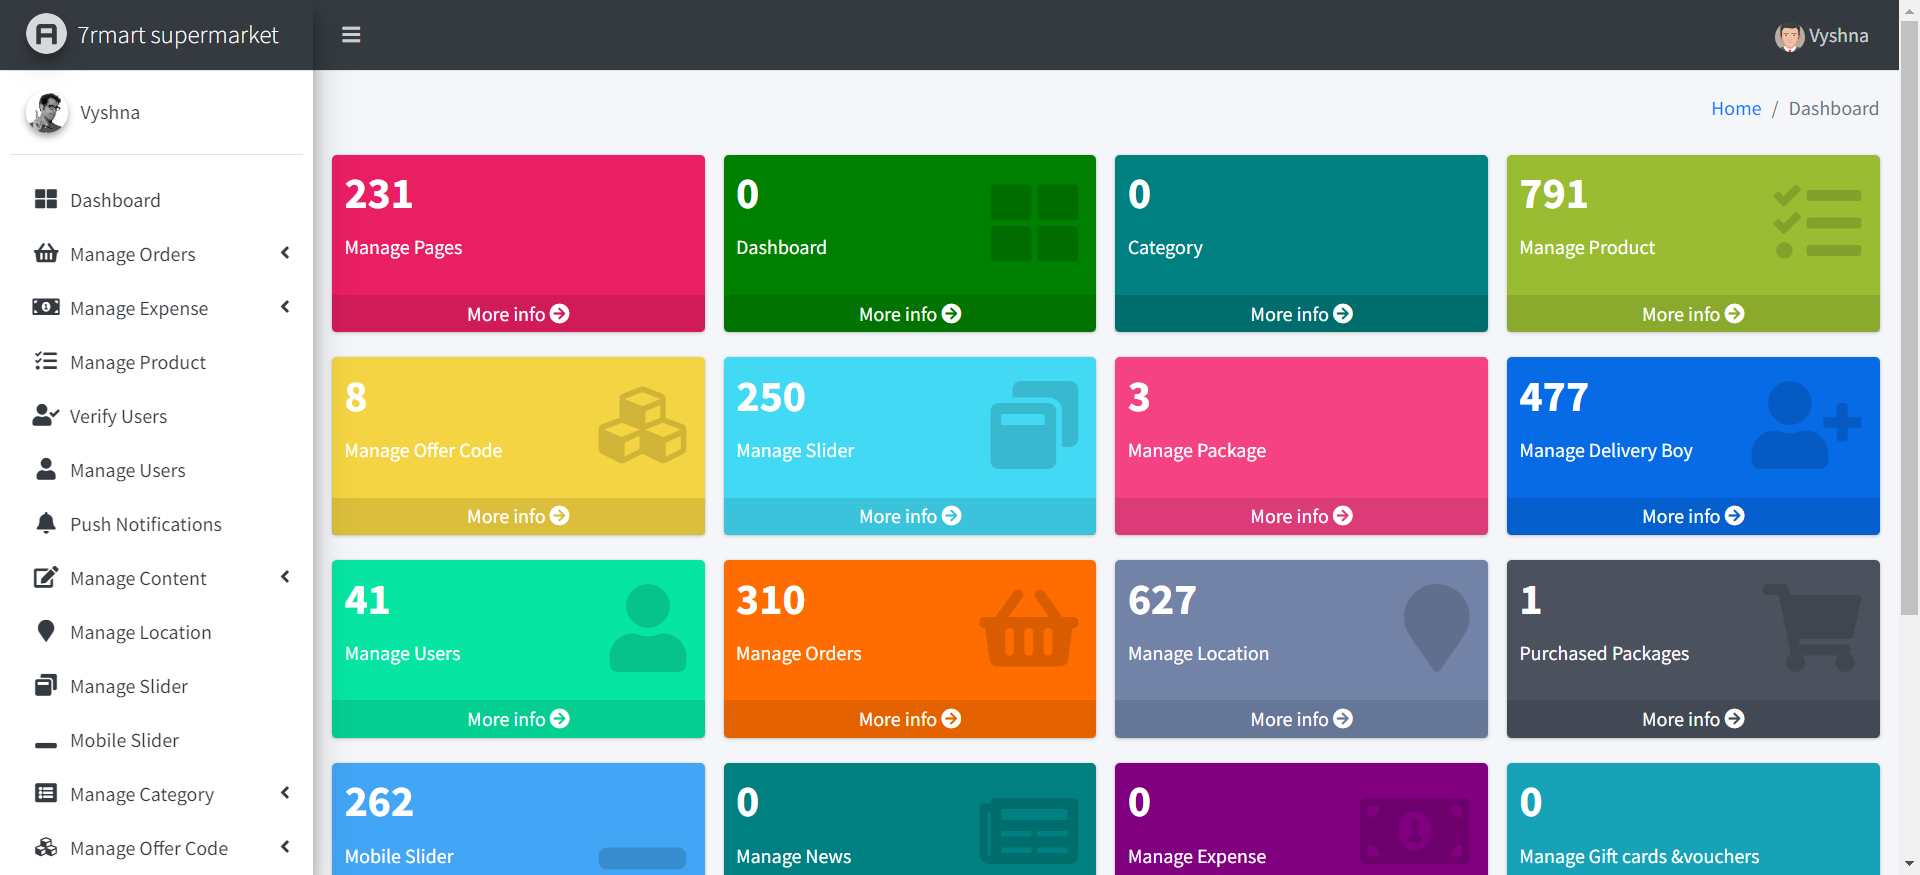 7rmart supermarket
Vyshna
Vyshna
Home / Dashboard
Dashboard
Manage Orders
Manage Expense
Manage Product
Verify Users
Manage Users
Push Notifications
Manage Content
Manage Location
Manage Slider
Mobile Slider
Manage Category
Manage Offer Code
231
Manage Pages
More info
0
Dashboard
More info
0
Category
More info
791
Manage Product
More info
8
Manage Offer Code
More info
250
Manage Slider
More info
3
Manage Package
More info
477
Manage Delivery Boy
More info
41
Manage Users
More info
310
Manage Orders
More info
627
Manage Location
More info
1
Purchased Packages
More info
262
Mobile Slider
0
Manage News
0
Manage Expense
0
Manage Gift cards &vouchers